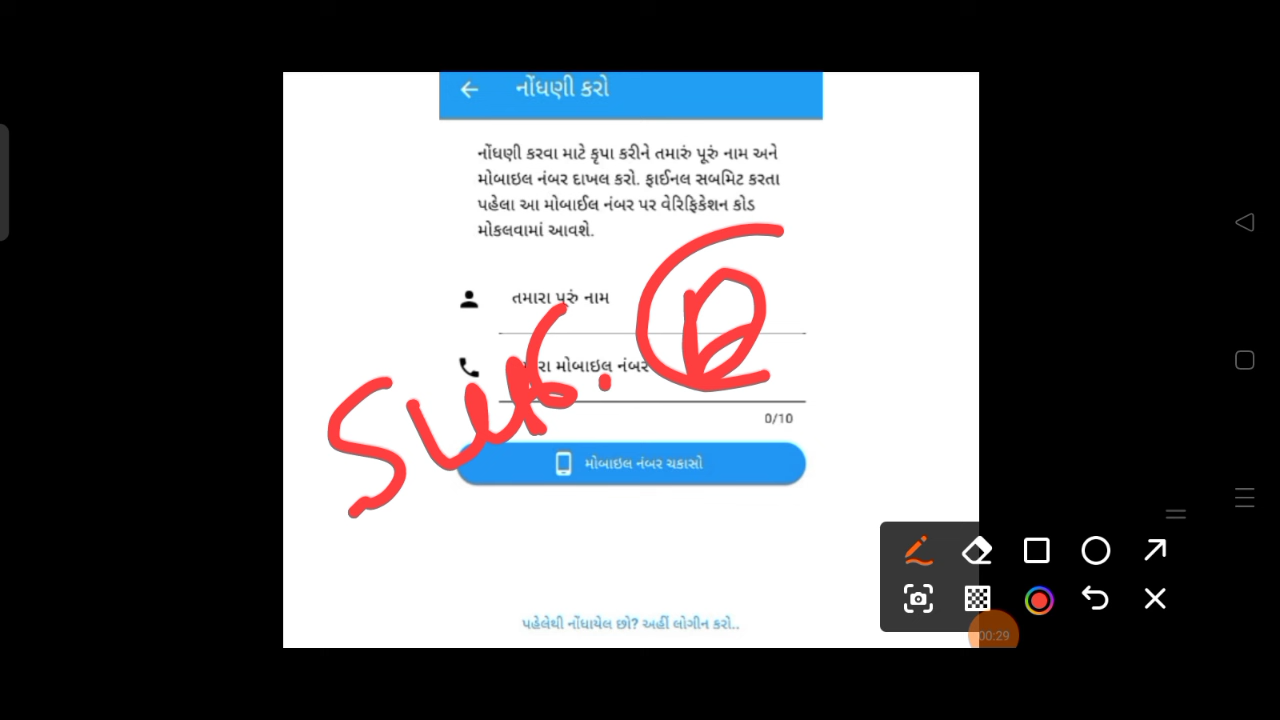 નોંધણી કરો
નોંધણી કરવા માટે કૃપા કરીને તમારું પૂરું નામ અને
મોબાઇલ નંબર દાખલ કરો. ફાઈનલ સબમિટ કરતા
પહેલા આ મોબાઈલ નંબર પર વેરિફિકેશન કોડ
મોકલવામાં આવશે.
તમારા પૂરું નામ
મોબાઇલ નંબર
0/10
મોબાઇલ નંબર ચકાસો
પહેલેથી નોંધાયેલ છો? અહીં લોગીન કરો..
00:29